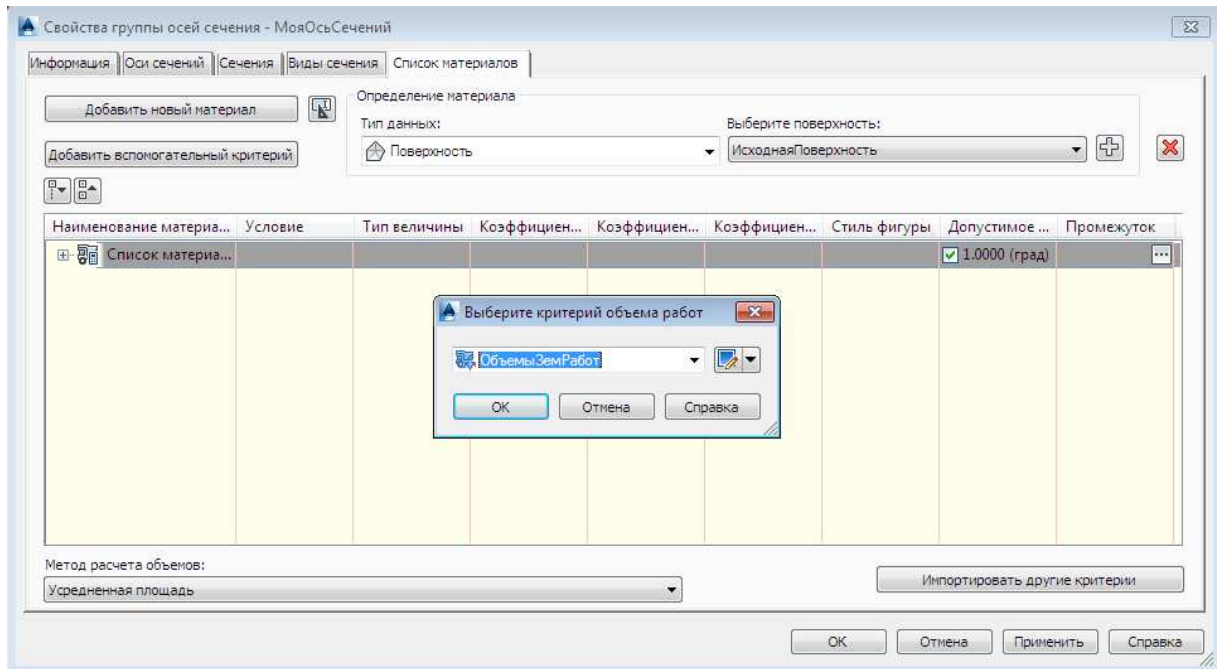 Свойства группы осей сечения - МояОсьСечений
Информация Оси сечений Сечения Виды сечения Список материалов
Добавить новый материал
Определение материала
Тип данных: Выберите поверхность:
Поверхность ИсходнаяПоверхность
Добавить вспомогательный критерий
Наименование материа... Условие Тип величины Коэффициен... Коэффициен... Коэффициен... Стиль фигуры Допустимое ... Промежуток
Список материа... 1.0000 (град) ...
Выберите критерий объема работ
ОбъемыЗемРабот
ОК Отмена Справка
Метод расчета объемов:
Усредненная площадь
Импортировать другие критерии
ОК Отмена Применить Справка